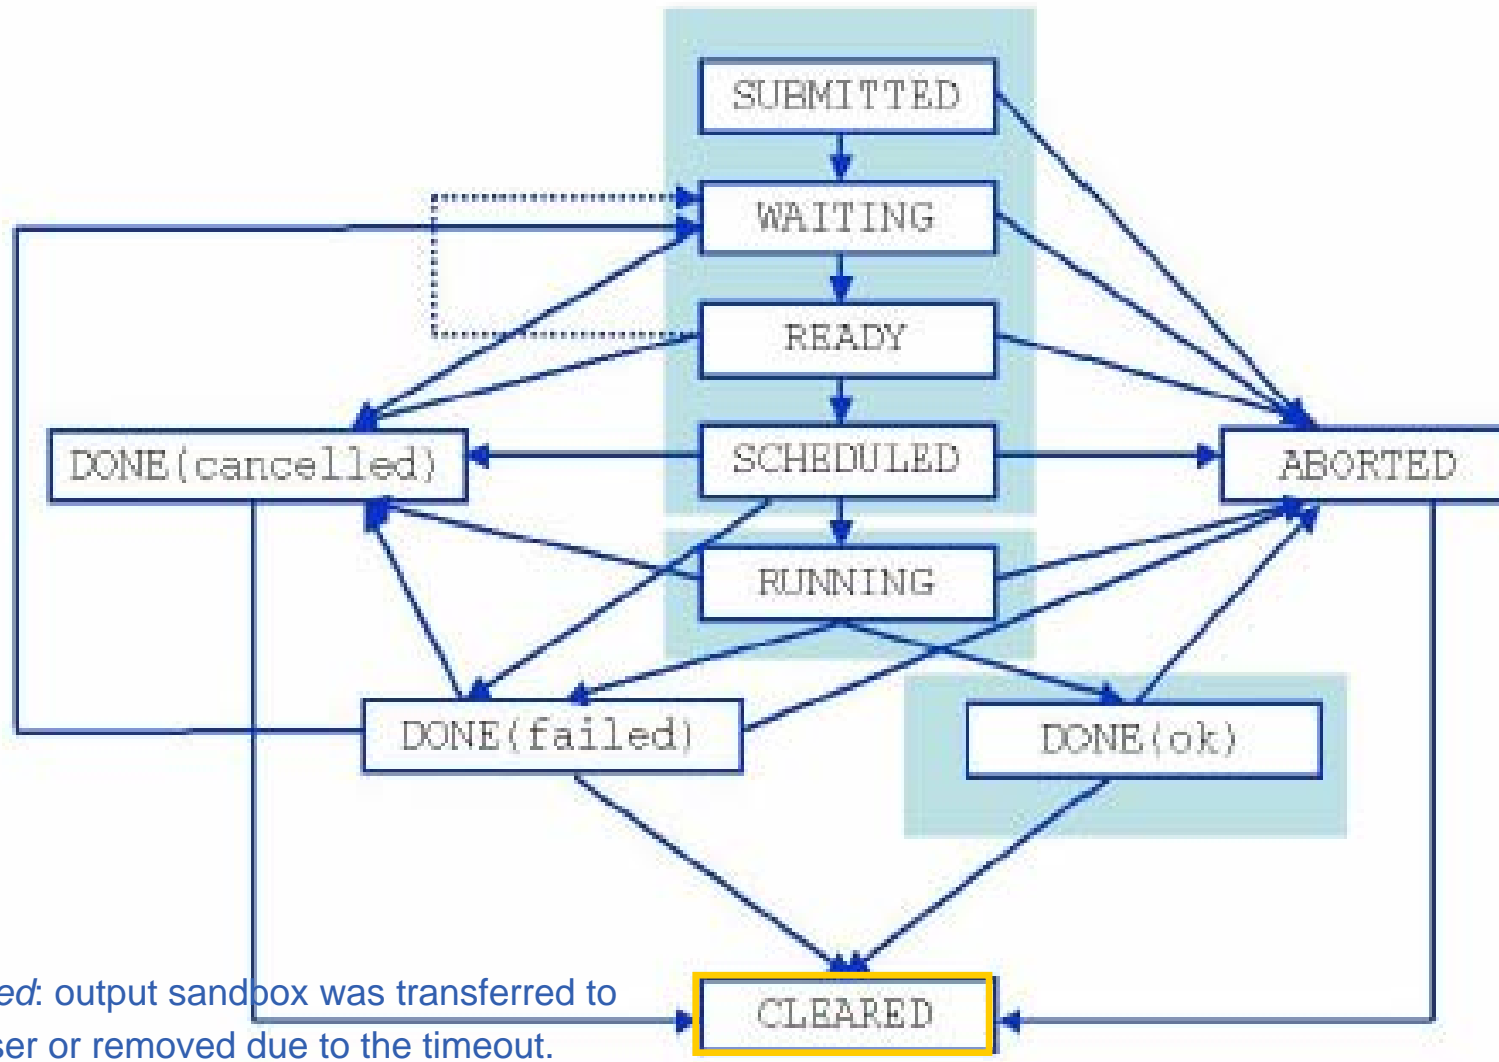 SUBMITTED
WAITING
READY
DONE(cancelled)
SCHEDULED
ABORTED
RUNNING
DONE(failed)
DONE(ok)
ed: output sandbox was transferred to
CLEARED
ser or removed due to the timeout.